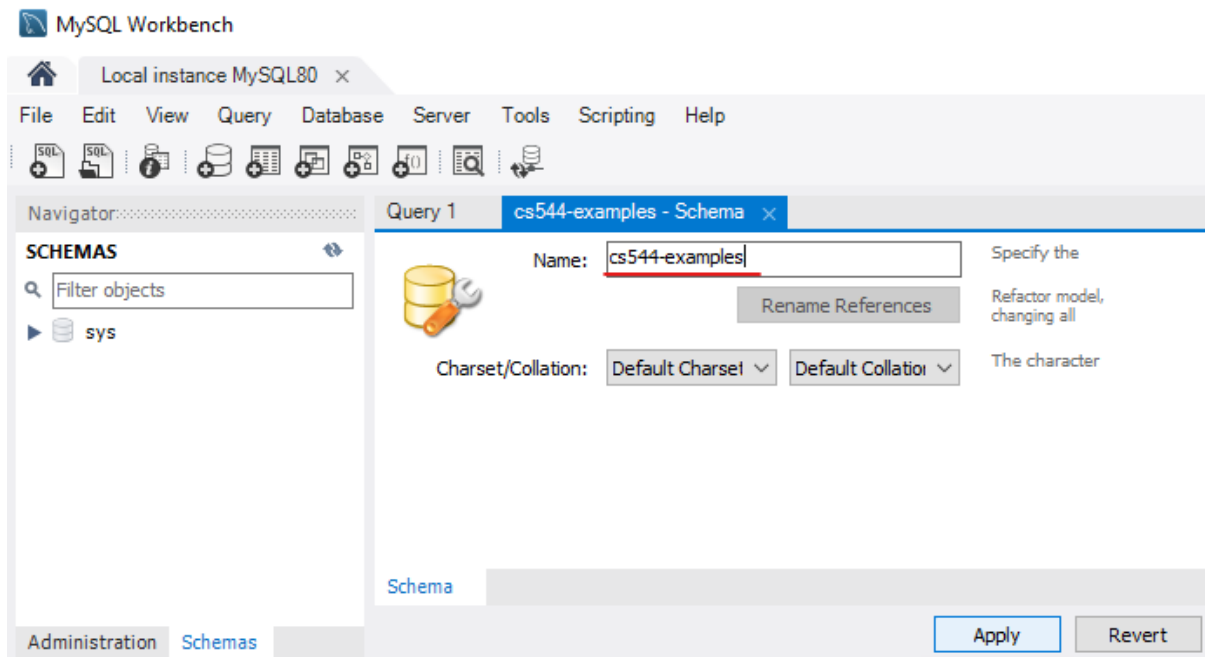 MySQL Workbench
Local instance MySQL80
File Edit View Query Database Server Tools Scripting Help
SQL SQL
Navigator
SCHEMAS
Filter objects
sys
Administration Schemas
Query 1 cs544-examples - Schema
Name: cs544-examples
Specify the
Rename References
Refactor model,
changing all
Charset/Collation: Default Charset Default Collation
The character
Schema
Apply Revert